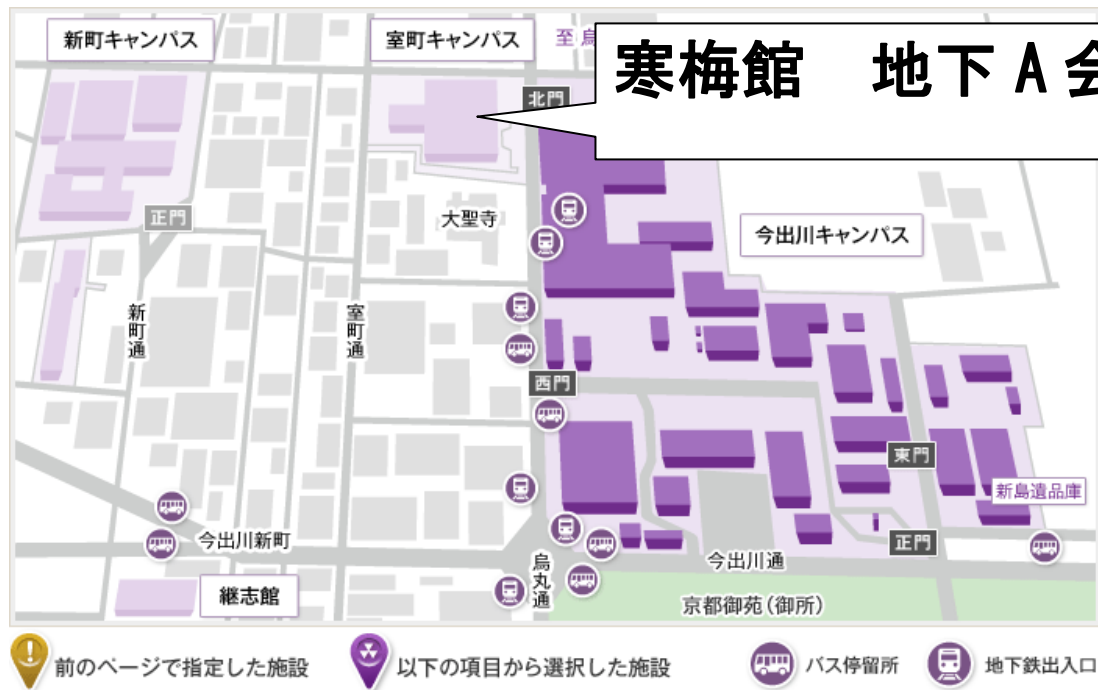 新町キャンパス
室町キャンパス
至烏
寒梅館 地下A会
北門
正門
大聖寺
今出川キャンパス
新町通
室町通
西門
東門
新島遺品庫
正門
今出川新町
今出川通
烏丸通
継志館
京都御苑(御所)
前のページで指定した施設
以下の項目から選択した施設
バス停留所
地下鉄出入口